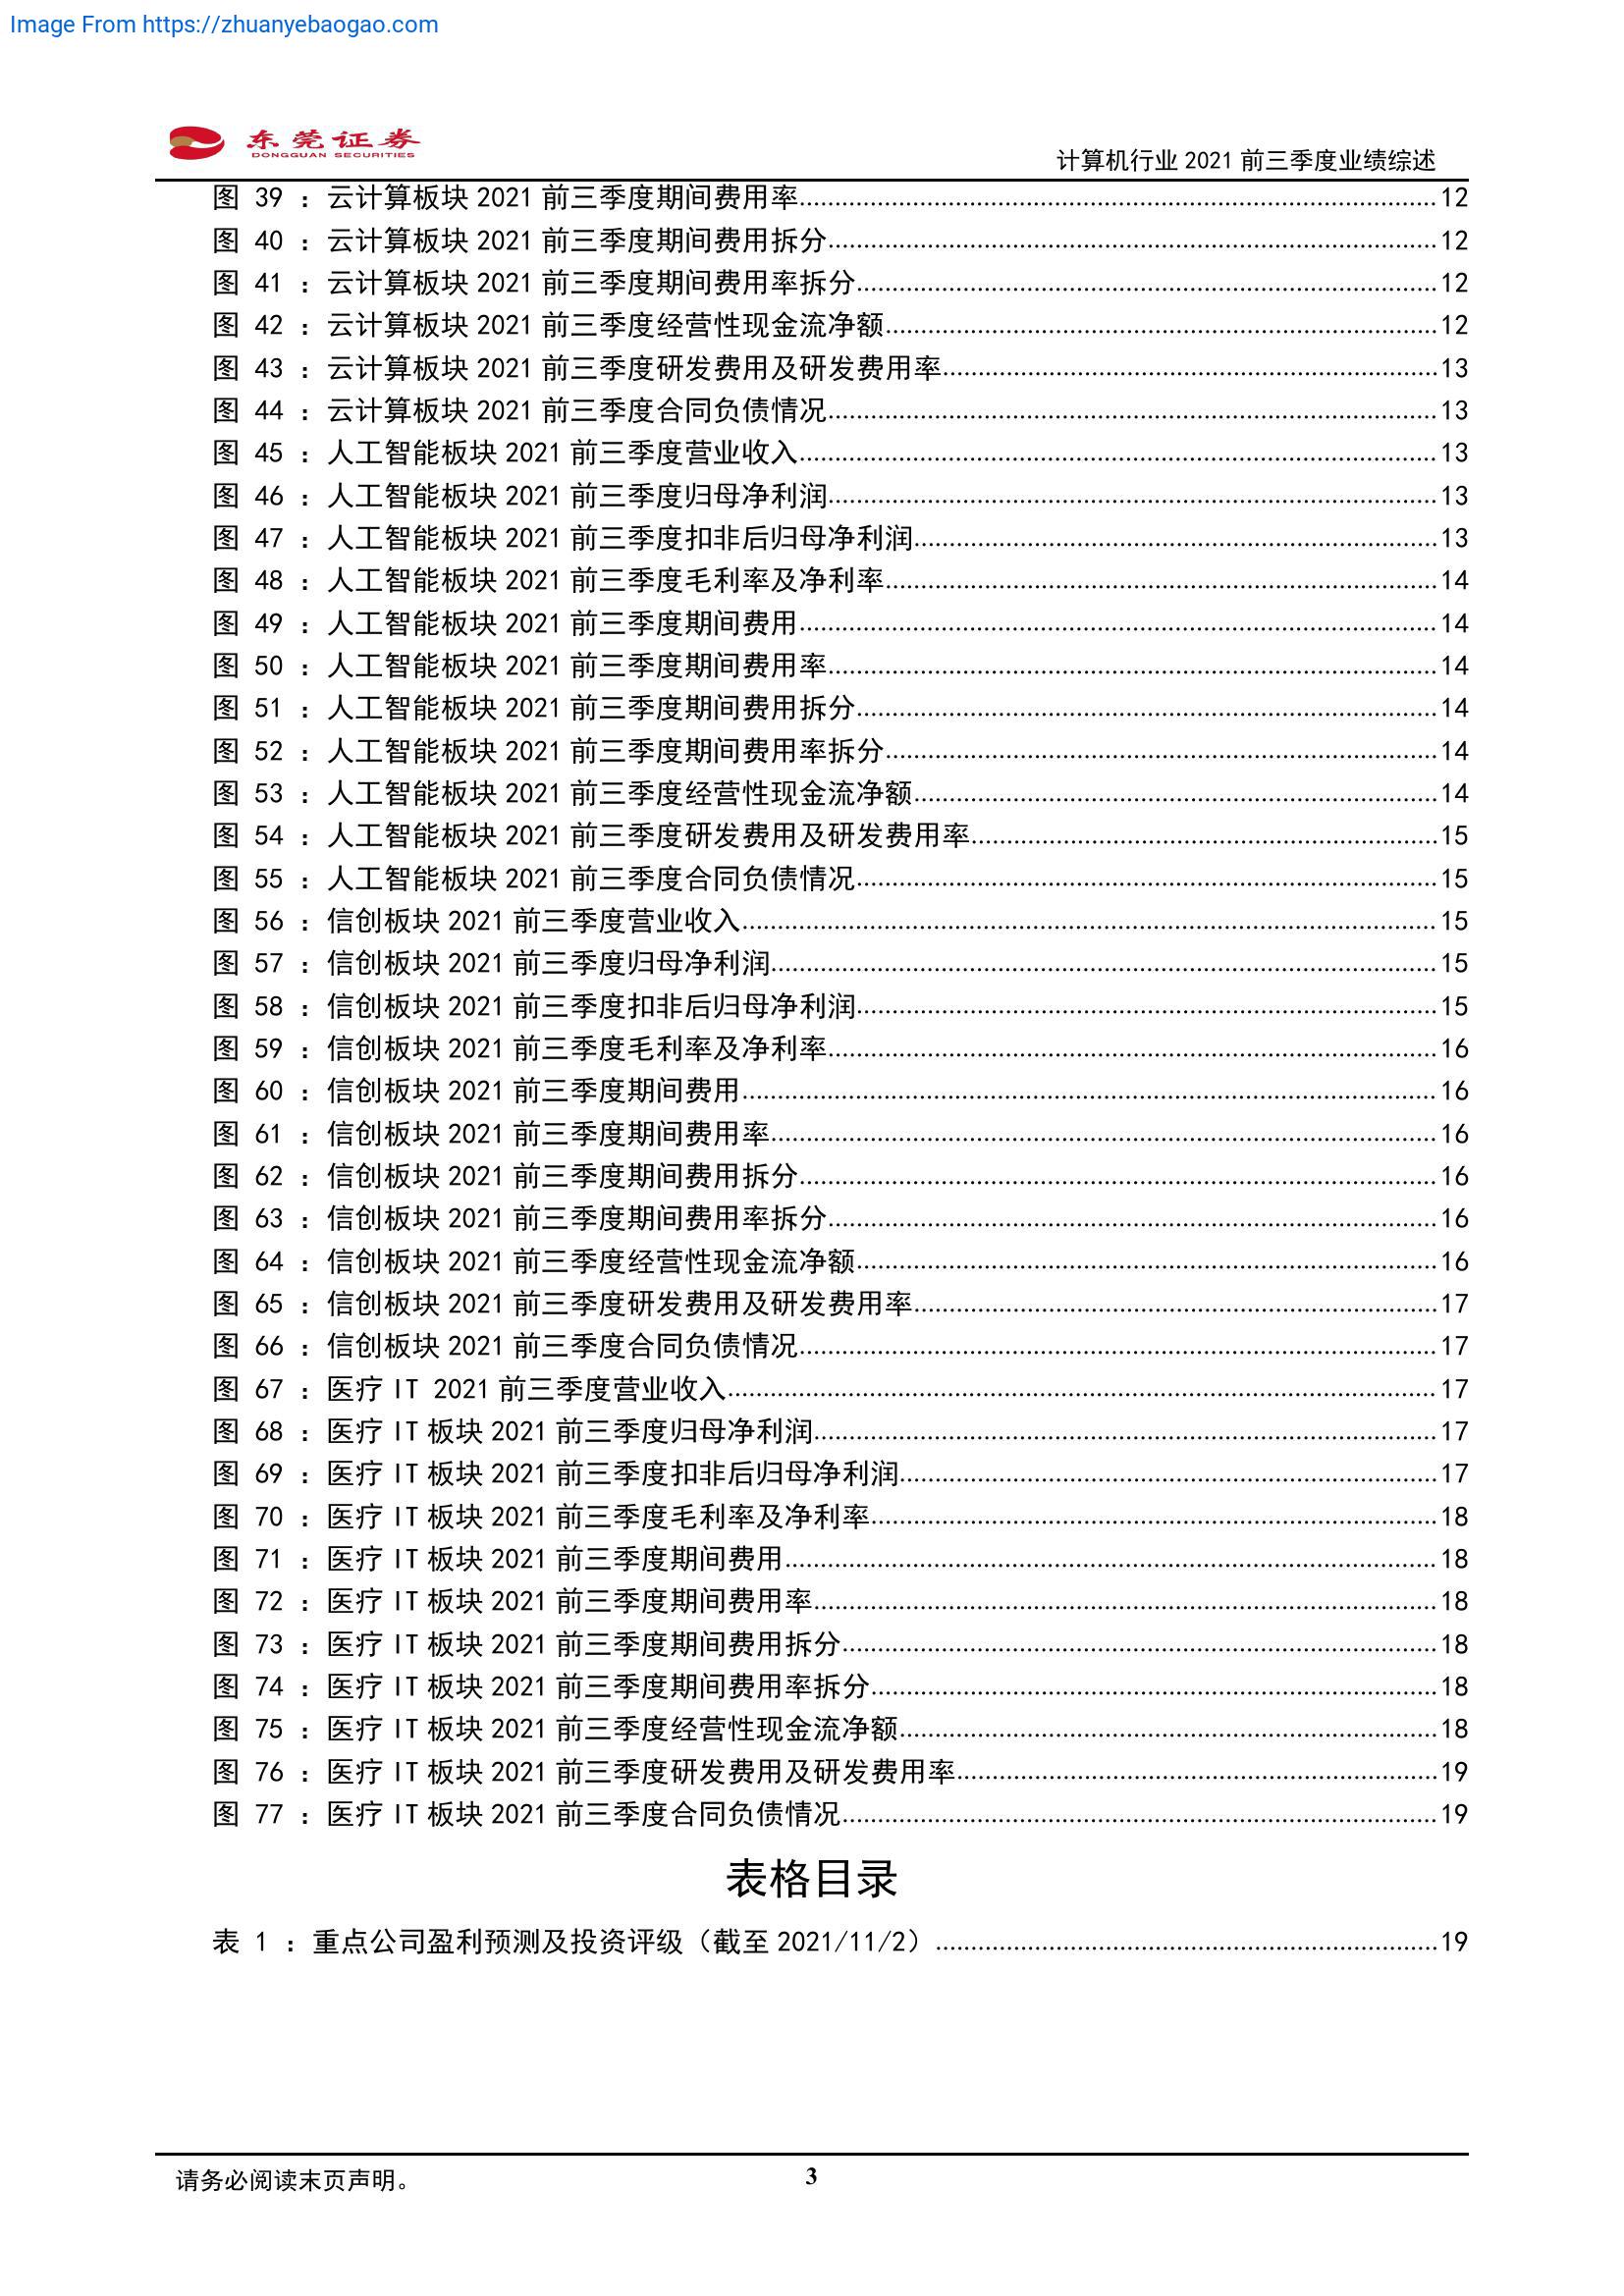 Image From https://zhuanyebaogao.com
东莞证券
DONGGUAN SECURITIES
计算机行业 2021 前三季度业绩综述
图 39 ：云计算板块 2021 前三季度期间费用率 12
图 40 ：云计算板块 2021 前三季度期间费用拆分 12
图 41 ：云计算板块 2021 前三季度期间费用率拆分 12
图 42 ：云计算板块 2021 前三季度经营性现金流净额 12
图 43 ：云计算板块 2021 前三季度研发费用及研发费用率 13
图 44 ：云计算板块 2021 前三季度合同负债情况 13
图 45 ：人工智能板块 2021 前三季度营业收入 13
图 46 ：人工智能板块 2021 前三季度归母净利润 13
图 47 ：人工智能板块 2021 前三季度扣非后归母净利润 13
图 48 ：人工智能板块 2021 前三季度毛利率及净利率 14
图 49 ：人工智能板块 2021 前三季度期间费用 14
图 50 ：人工智能板块 2021 前三季度期间费用率 14
图 51 ：人工智能板块 2021 前三季度期间费用拆分 14
图 52 ：人工智能板块 2021 前三季度期间费用率拆分 14
图 53 ：人工智能板块 2021 前三季度经营性现金流净额 14
图 54 ：人工智能板块 2021 前三季度研发费用及研发费用率 15
图 55 ：人工智能板块 2021 前三季度合同负债情况 15
图 56 ：信创板块 2021 前三季度营业收入 15
图 57 ：信创板块 2021 前三季度归母净利润 15
图 58 ：信创板块 2021 前三季度扣非后归母净利润 15
图 59 ：信创板块 2021 前三季度毛利率及净利率 16
图 60 ：信创板块 2021 前三季度期间费用 16
图 61 ：信创板块 2021 前三季度期间费用率 16
图 62 ：信创板块 2021 前三季度期间费用拆分 16
图 63 ：信创板块 2021 前三季度期间费用率拆分 16
图 64 ：信创板块 2021 前三季度经营性现金流净额 16
图 65 ：信创板块 2021 前三季度研发费用及研发费用率 17
图 66 ：信创板块 2021 前三季度合同负债情况 17
图 67 ：医疗 IT 2021 前三季度营业收入 17
图 68 ：医疗 IT 板块 2021 前三季度归母净利润 17
图 69 ：医疗 IT 板块 2021 前三季度扣非后归母净利润 17
图 70 ：医疗 IT 板块 2021 前三季度毛利率及净利率 18
图 71 ：医疗 IT 板块 2021 前三季度期间费用 18
图 72 ：医疗 IT 板块 2021 前三季度期间费用率 18
图 73 ：医疗 IT 板块 2021 前三季度期间费用拆分 18
图 74 ：医疗 IT 板块 2021 前三季度期间费用率拆分 18
图 75 ：医疗 IT 板块 2021 前三季度经营性现金流净额 18
图 76 ：医疗 IT 板块 2021 前三季度研发费用及研发费用率 19
图 77 ：医疗 IT 板块 2021 前三季度合同负债情况 19
表格目录
表 1 ：重点公司盈利预测及投资评级（截至 2021/11/2） 19
请务必阅读末页声明。
3